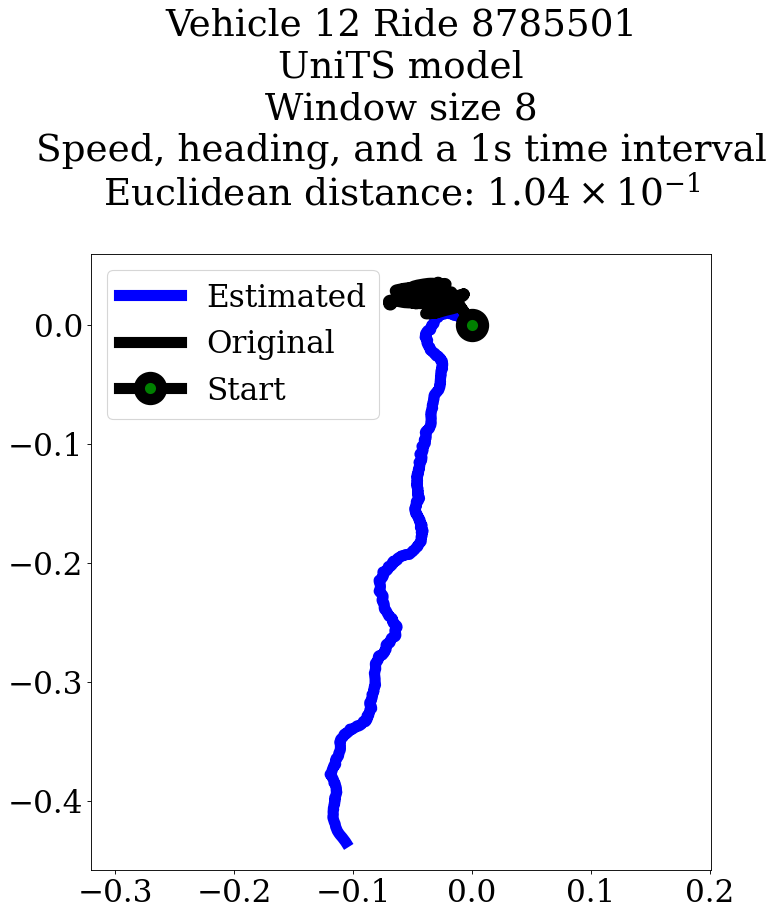 Vehicle 12 Ride 8785501
UniTS model
Window size 8
Speed, heading, and a 1s time interval
Euclidean distance: 1.04 × 10⁻¹
Estimated
Original
Start
0.0
−0.1
−0.2
−0.3
−0.4
−0.3 −0.2 −0.1 0.0 0.1 0.2